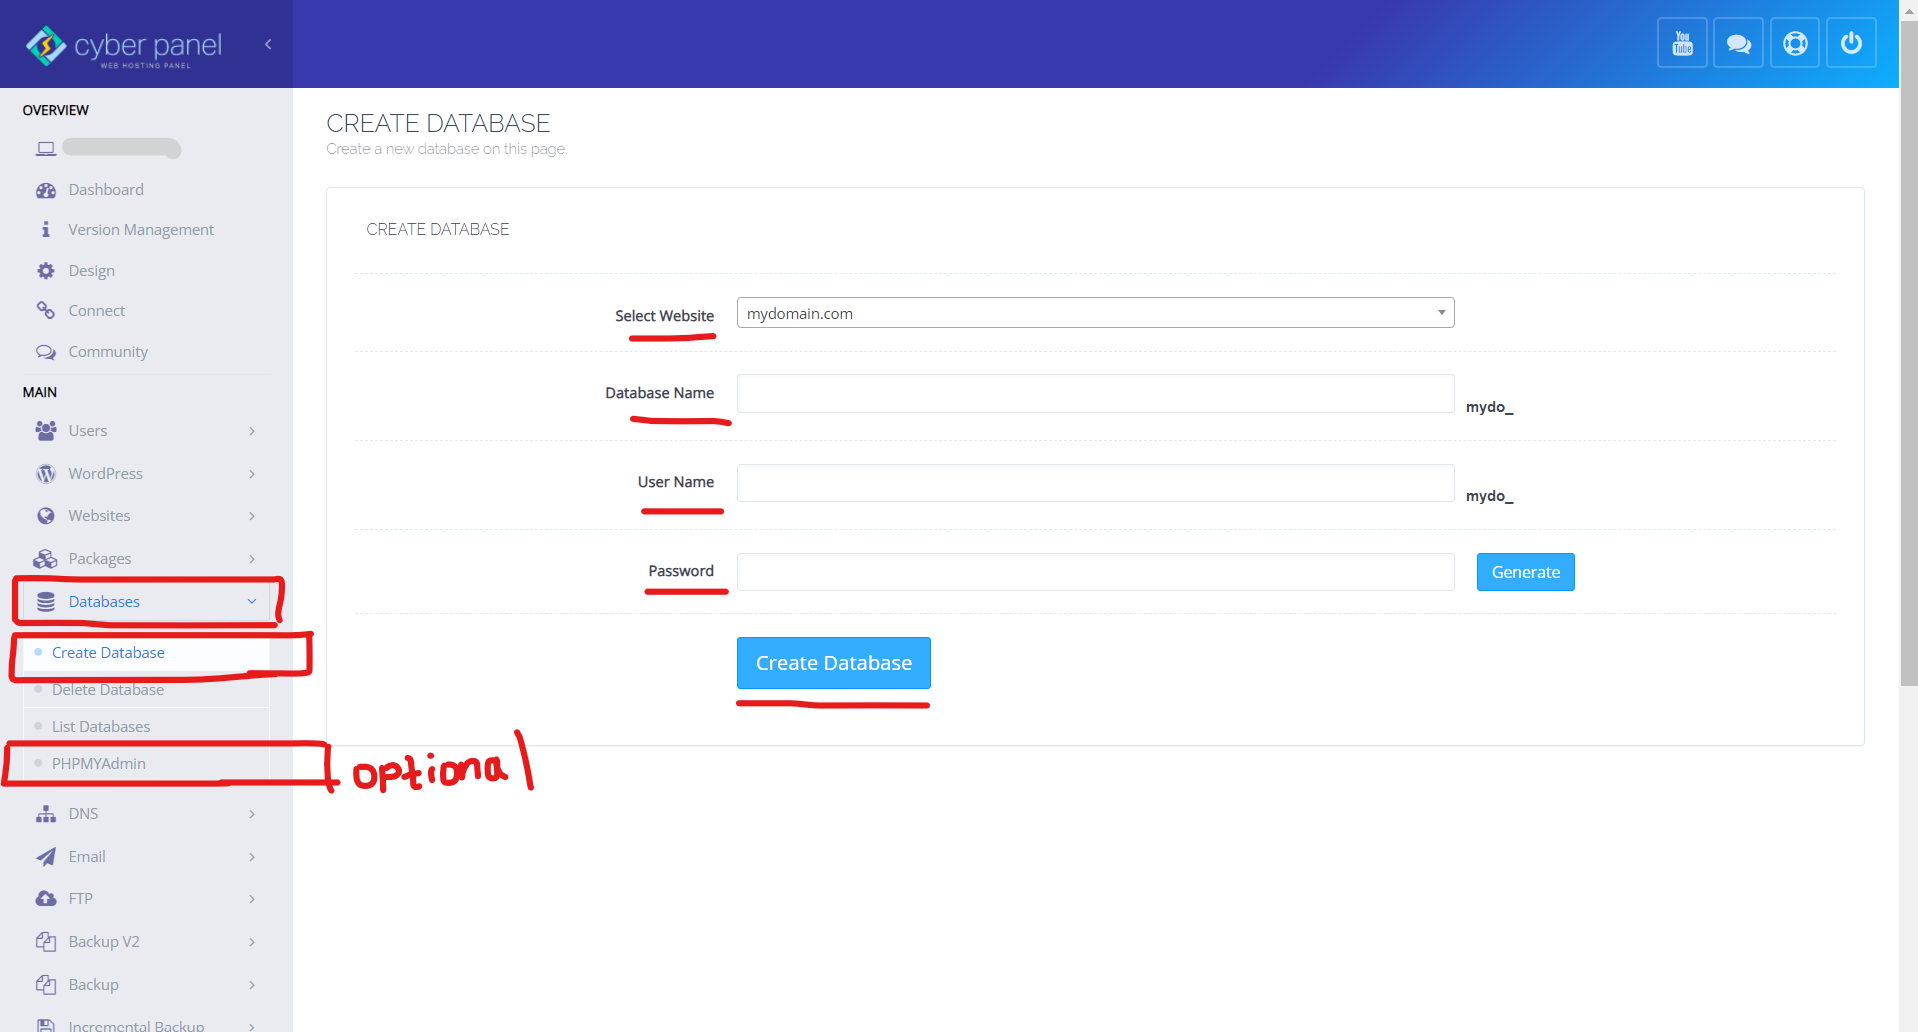 cyber panel
WEB HOSTING PANEL
You
Tube
OVERVIEW
Dashboard
Version Management
Design
Connect
Community
MAIN
Users
WordPress
Websites
Packages
Databases
Create Database
Delete Database
List Databases
PHPMYAdmin
optional
DNS
Email
FTP
Backup V2
Backup
Incremental Backup
CREATE DATABASE
Create a new database on this page.
CREATE DATABASE
Select Website mydomain.com
Database Name mydo_
User Name mydo_
Password Generate
Create Database